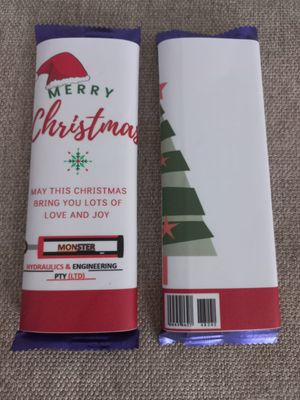 MERRY
Christmas
MAY THIS CHRISTMAS
BRING YOU LOTS OF
LOVE AND JOY
MONSTER
HYDRAULICS & ENGINEERING
PTY (LTD)